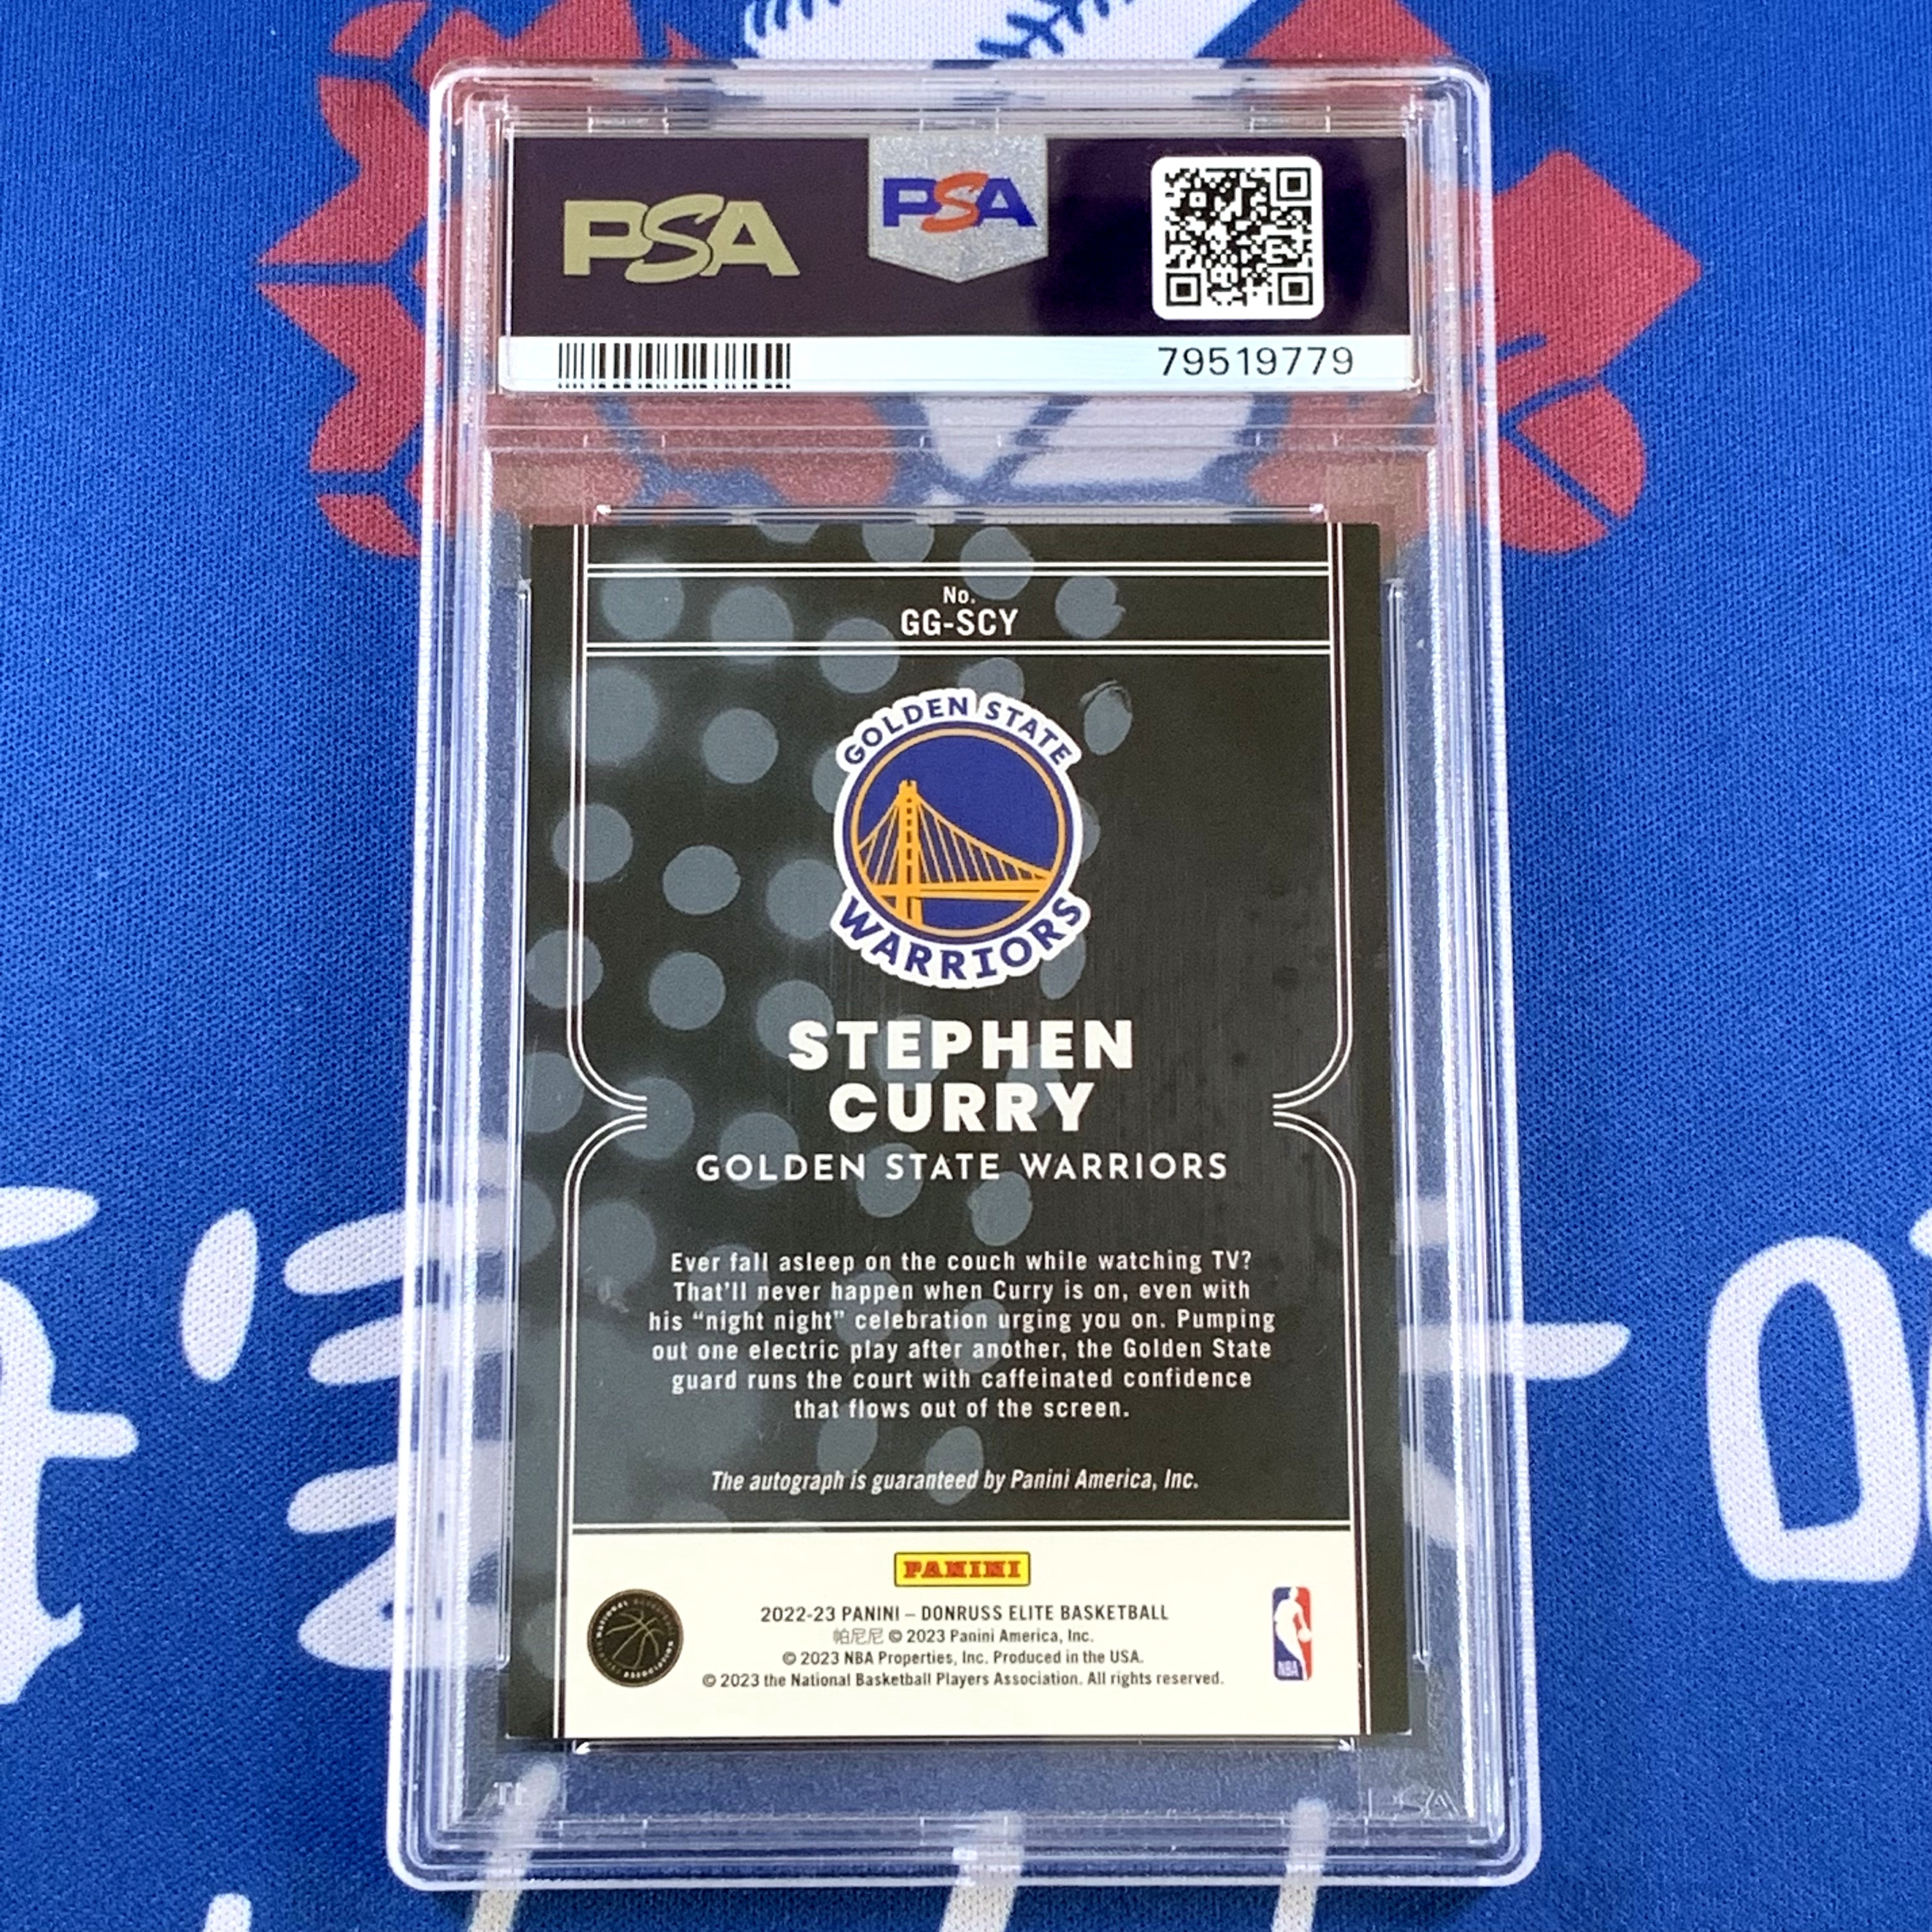 PSA
PSA
79519779
No.
GG-SCY
GOLDEN STATE
WARRIORS
STEPHEN
CURRY
GOLDEN STATE WARRIORS
Ever fall asleep on the couch while watching TV?
That'll never happen when Curry is on, even with
his “night night” celebration urging you on. Pumping
out one electric play after another, the Golden State
guard runs the court with caffeinated confidence
that flows out of the screen.
The autograph is guaranteed by Panini America, Inc.
PANINI
2022-23 PANINI – DONRUSS ELITE BASKETBALL
帕尼尼 © 2023 Panini America, Inc.
© 2023 NBA Properties, Inc. Produced in the USA.
© 2023 the National Basketball Players Association. All rights reserved.
NBA
PSA